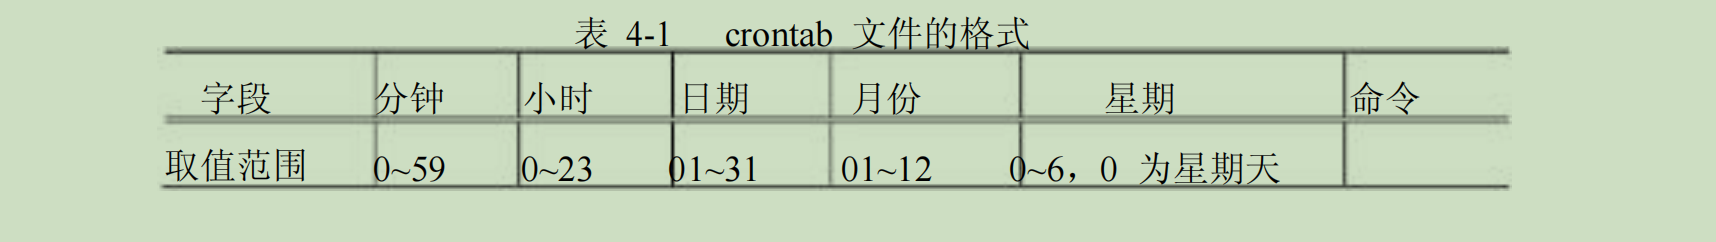 表 4-1 crontab 文件的格式
字段 分钟 小时 日期 月份 星期 命令
取值范围 0~59 0~23 01~31 01~12 0~6，0 为星期天